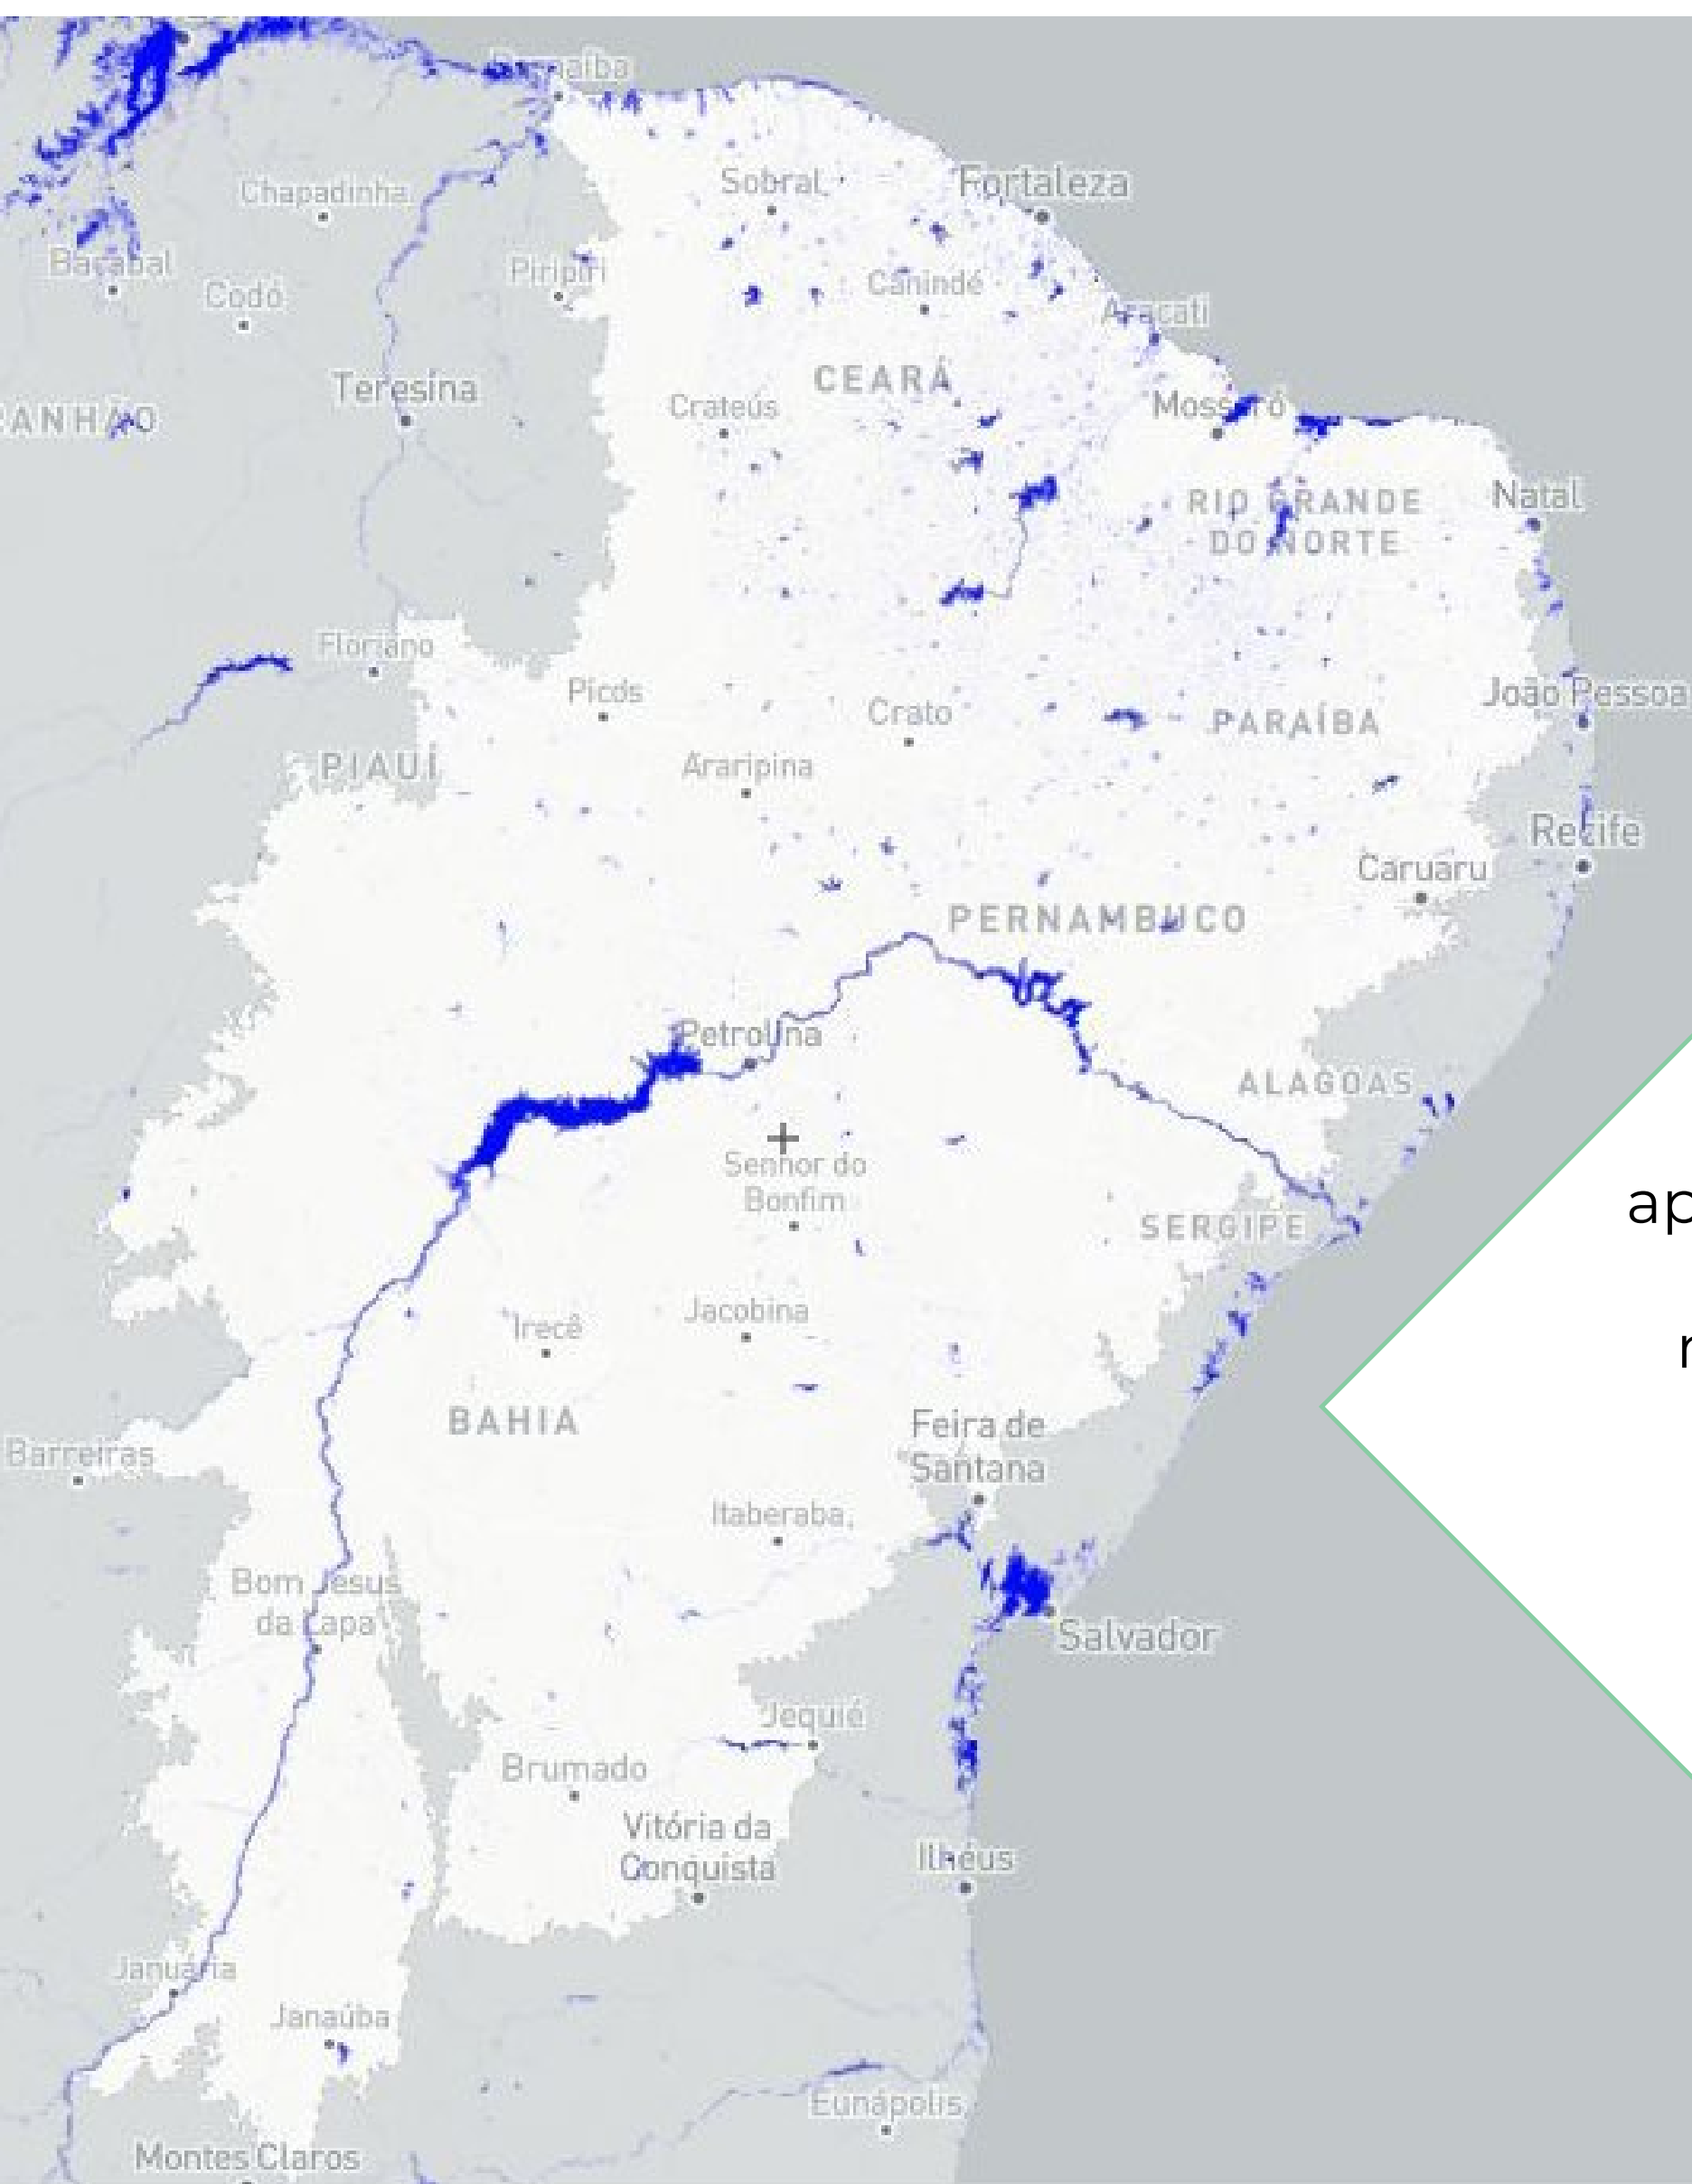 Parnaíba
Chapadinha
Sobral
Fortaleza
Bacabal
Codó
Piripiri
Canindé
Aracati
Teresina
CEARÁ
Crateús
Mossoró
RANHÃO
RIO GRANDE
DO NORTE
Natal
Floriano
Picos
Crato
João Pessoa
PARAÍBA
PIAUÍ
Araripina
Recife
Caruaru
PERNAMBUCO
Petrolina
ALAGOAS
Senhor do
Bonfim
SERGIPE
ap
Irecê
Jacobina
r
BAHIA
Feira de
Santana
Barreiras
Itaberaba
Bom Jesus
da Lapa
Salvador
Jequié
Brumado
Vitória da
Conquista
Ilhéus
Januária
Janaúba
Eunápolis
Montes Claros